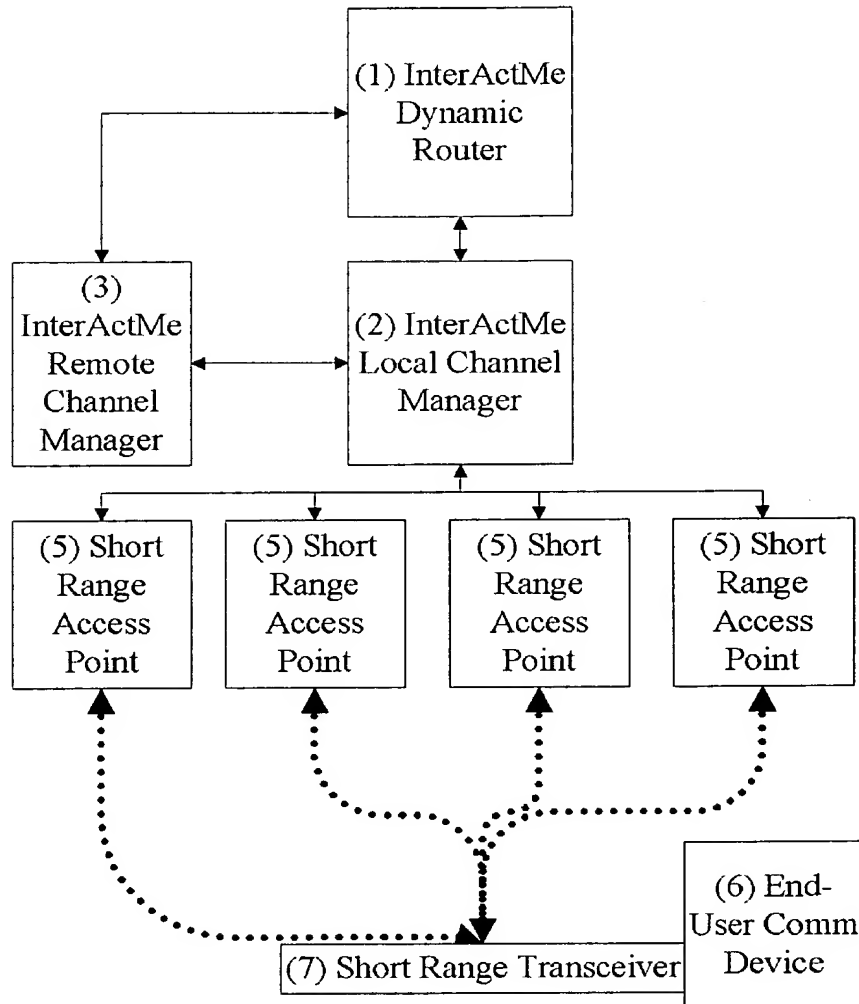 (1) InterActMe
Dynamic
Router
(3)
InterActMe
Remote
Channel
Manager
(2) InterActMe
Local Channel
Manager
(5) Short
Range
Access
Point
(5) Short
Range
Access
Point
(5) Short
Range
Access
Point
(5) Short
Range
Access
Point
(6) End-
User Comm
Device
(7) Short Range Transceiver